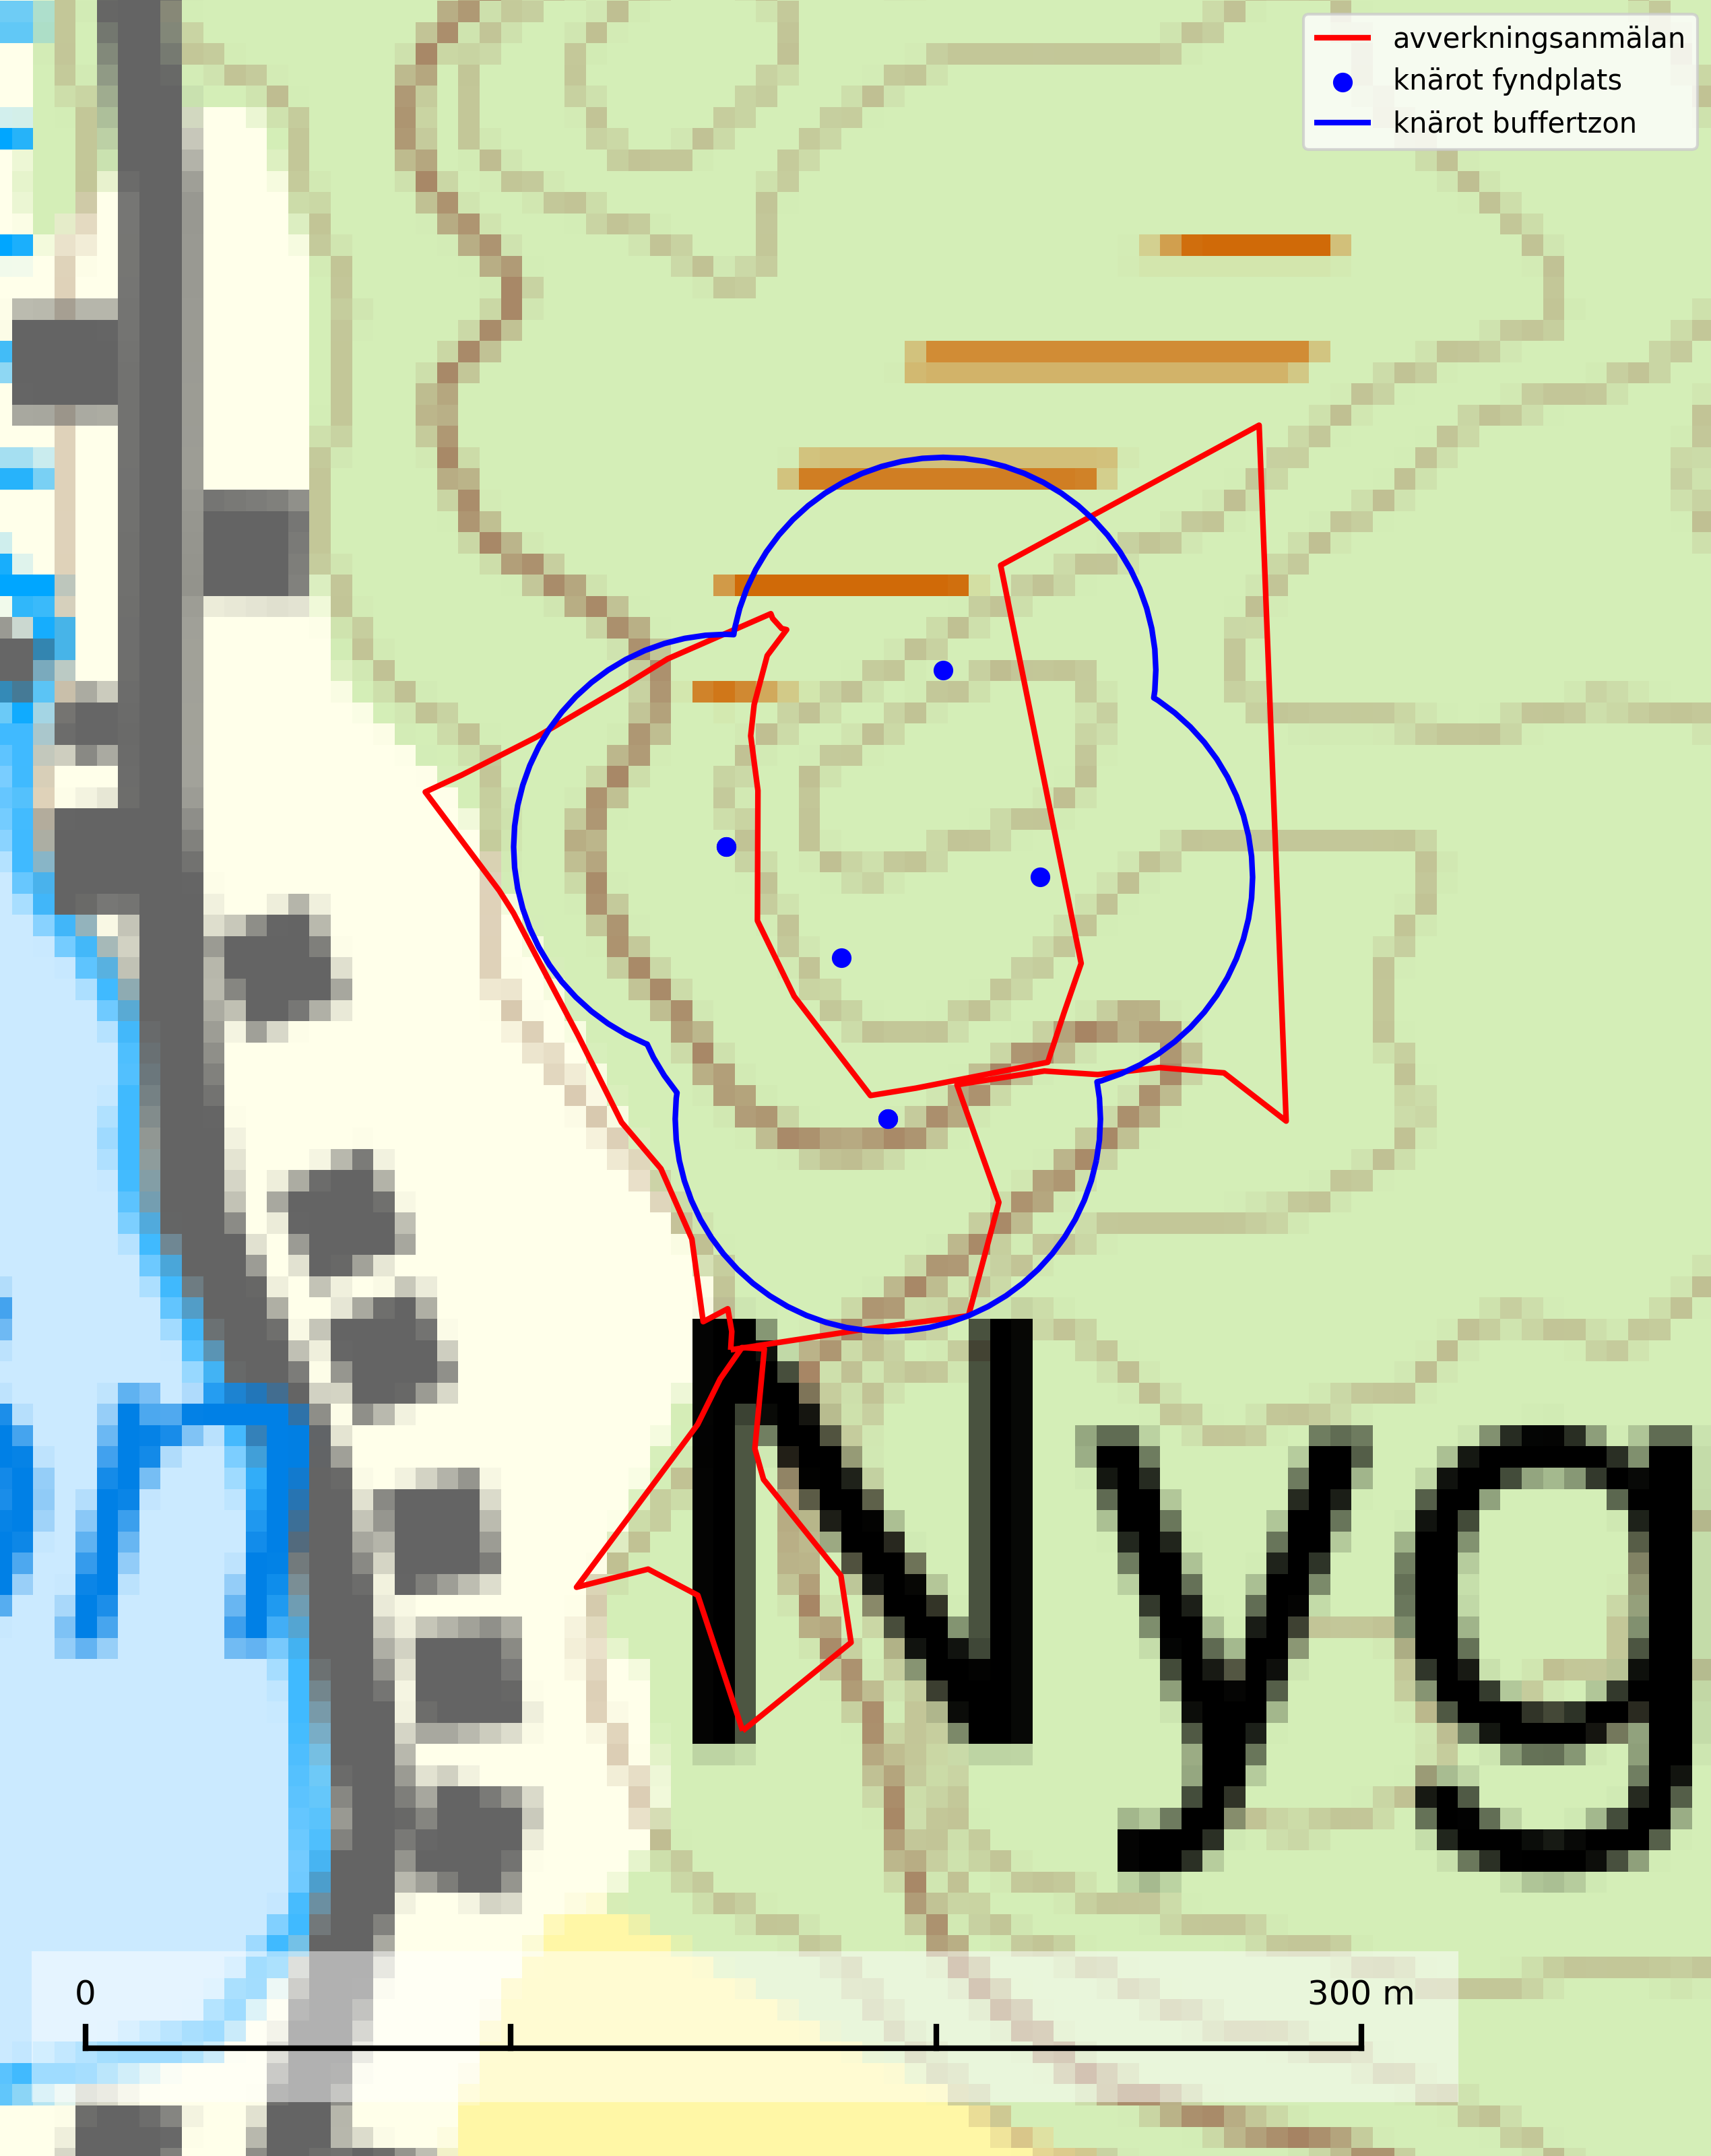 avverkningsanmälan
knärot fyndplats
knärot buffertzon
Nyg
0 300 m